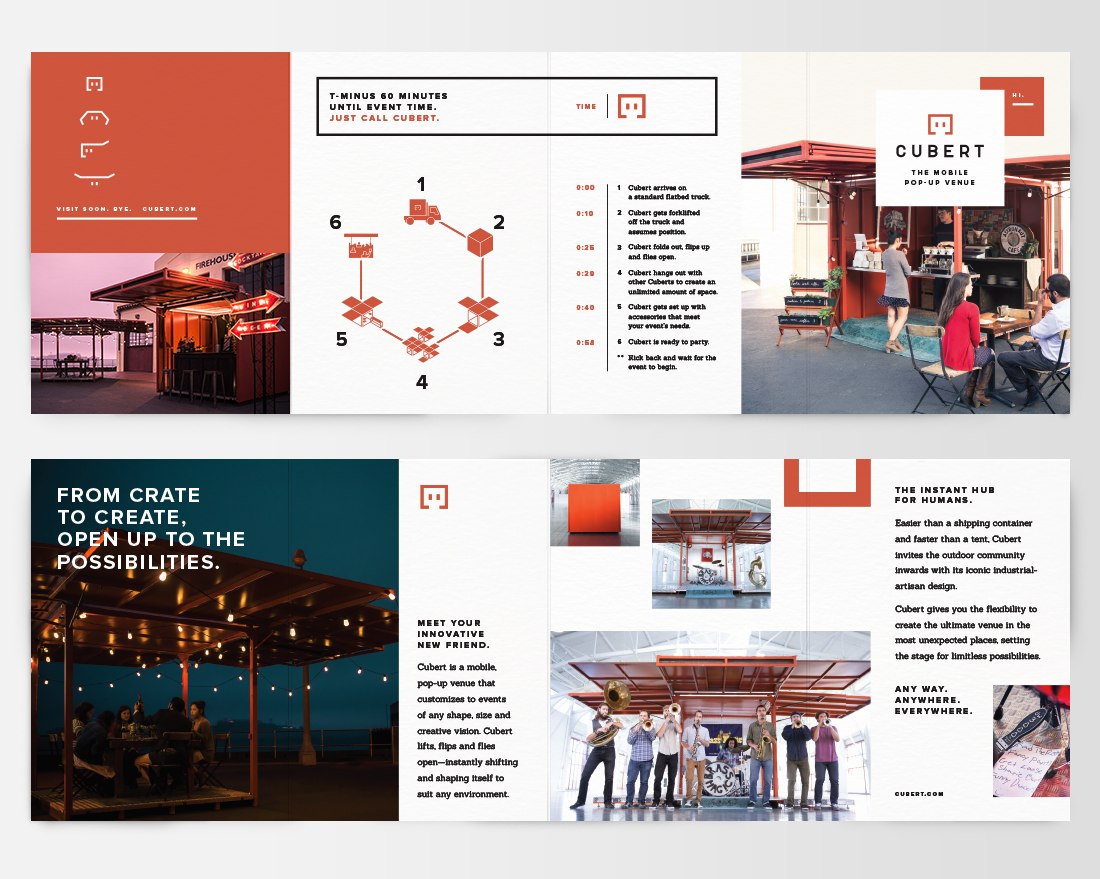 VISIT SOON. BYE. CUBERT.COM
FIREHOUSE
COCKTAIL
T-MINUS 60 MINUTES
UNTIL EVENT TIME.
JUST CALL CUBERT.
TIME
1
2
3
4
5
6
0:00 1 Cubert arrives on
a standard flatbed truck.
0:10 2 Cubert gets forklifted
off the truck and
assumes position.
0:25 3 Cubert folds out, flips up
and flies open.
0:29 4 Cubert hangs out with
other Cuberts to create an
unlimited amount of space.
0:40 5 Cubert gets set up with
accessories that meet
your event's needs.
0:58 6 Cubert is ready to party.
** Kick back and wait for the
event to begin.
HI.
CUBERT
THE MOBILE
POP-UP VENUE
FROM CRATE
TO CREATE,
OPEN UP TO THE
POSSIBILITIES.
MEET YOUR
INNOVATIVE
NEW FRIEND.
Cubert is a mobile,
pop-up venue that
customizes to events
of any shape, size and
creative vision. Cubert
lifts, flips and flies
open—instantly shifting
and shaping itself to
suit any environment.
BRASS
THE INSTANT HUB
FOR HUMANS.
Easier than a shipping container
and faster than a tent, Cubert
invites the outdoor community
inwards with its iconic industrial-
artisan design.
Cubert gives you the flexibility to
create the ultimate venue in the
most unexpected places, setting
the stage for limitless possibilities.
ANY WAY.
ANYWHERE.
EVERYWHERE.
CUBERT.COM